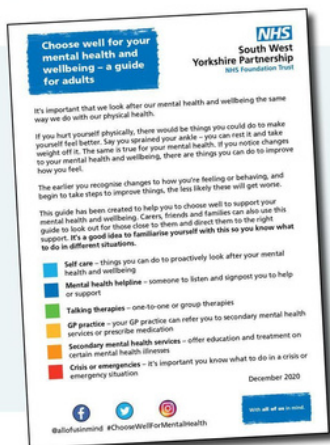 Choose well for your
mental health and
wellbeing – a guide
for adults
NHS
South West
Yorkshire Partnership
NHS Foundation Trust
It's important that we look after our mental health and wellbeing the same
way we do with our physical health.
If you hurt yourself physically, there would be things you could do to make
yourself feel better. Say you sprained your ankle – you can rest it and take
weight off it. The same is true for your mental health. If you notice changes
to your mental health and wellbeing, there are things you can do to improve
how you feel.
The earlier you recognise changes to how you're feeling or behaving, and
begin to take steps to improve things, the less likely these will get worse.
This guide has been created to help you to choose well to support your
mental health and wellbeing. Carers, friends and families can also use this
guide to look out for those close to them and direct them to the right
support. It's a good idea to familiarise yourself with this so you know what
to do in different situations.
Self care – things you can do to proactively look after your mental
health and wellbeing
Mental health helpline – someone to listen and signpost you to help
or support
Talking therapies – one-to-one or group therapies
GP practice – your GP practice can refer you to secondary mental health
services or prescribe medication
Secondary mental health services – offer education and treatment on
certain mental health illnesses
Crisis or emergencies – it's important you know what to do in a crisis or
emergency situation
December 2020
@allofusinmind #ChooseWellForMentalHealth
With all of us in mind.